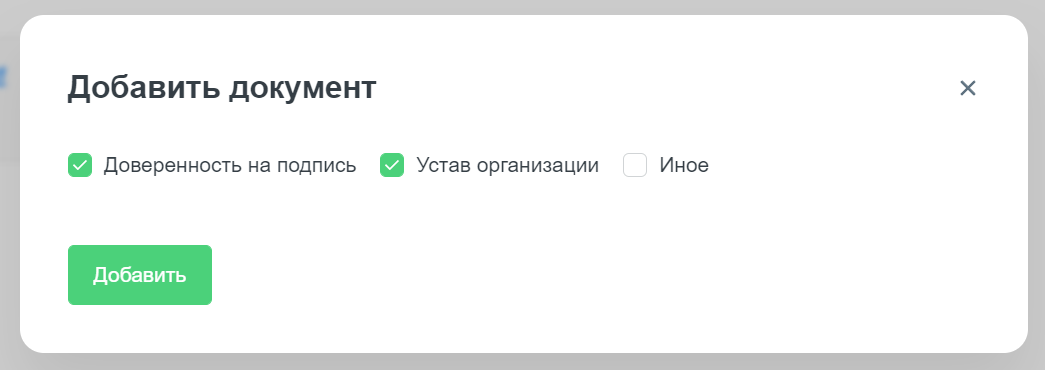 Добавить документ
Доверенность на подпись Устав организации Иное
Добавить